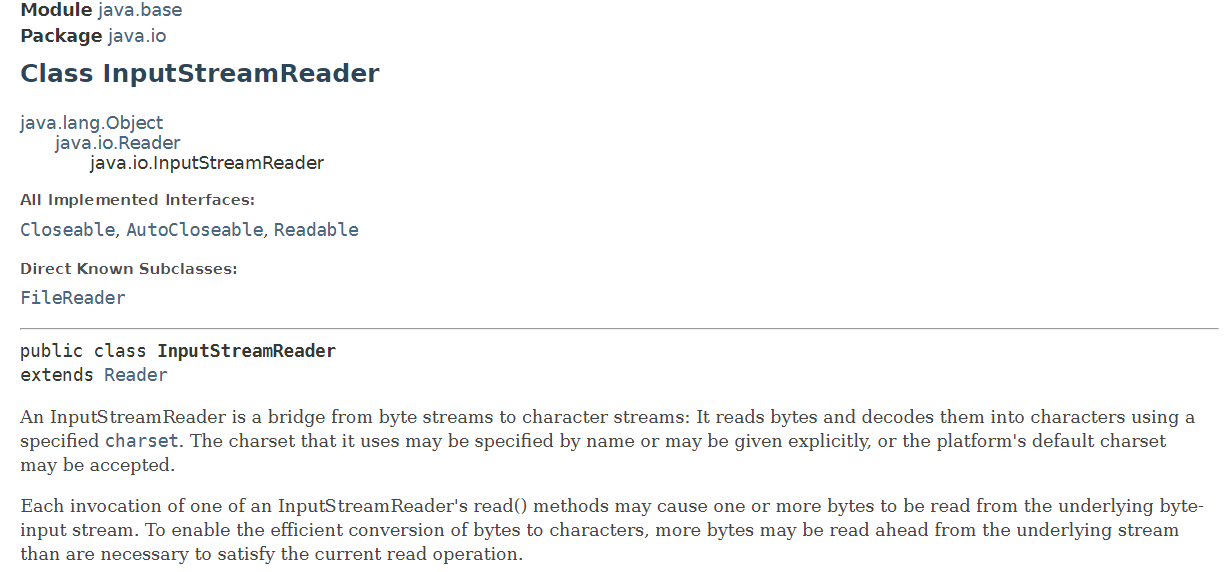 Module java.base
Package java.io
Class InputStreamReader
java.lang.Object
java.io.Reader
java.io.InputStreamReader
All Implemented Interfaces:
Closeable, AutoCloseable, Readable
Direct Known Subclasses:
FileReader
public class InputStreamReader
extends Reader
An InputStreamReader is a bridge from byte streams to character streams: It reads bytes and decodes them into characters using a
specified charset. The charset that it uses may be specified by name or may be given explicitly, or the platform's default charset
may be accepted.
Each invocation of one of an InputStreamReader's read() methods may cause one or more bytes to be read from the underlying byte-
input stream. To enable the efficient conversion of bytes to characters, more bytes may be read ahead from the underlying stream
than are necessary to satisfy the current read operation.